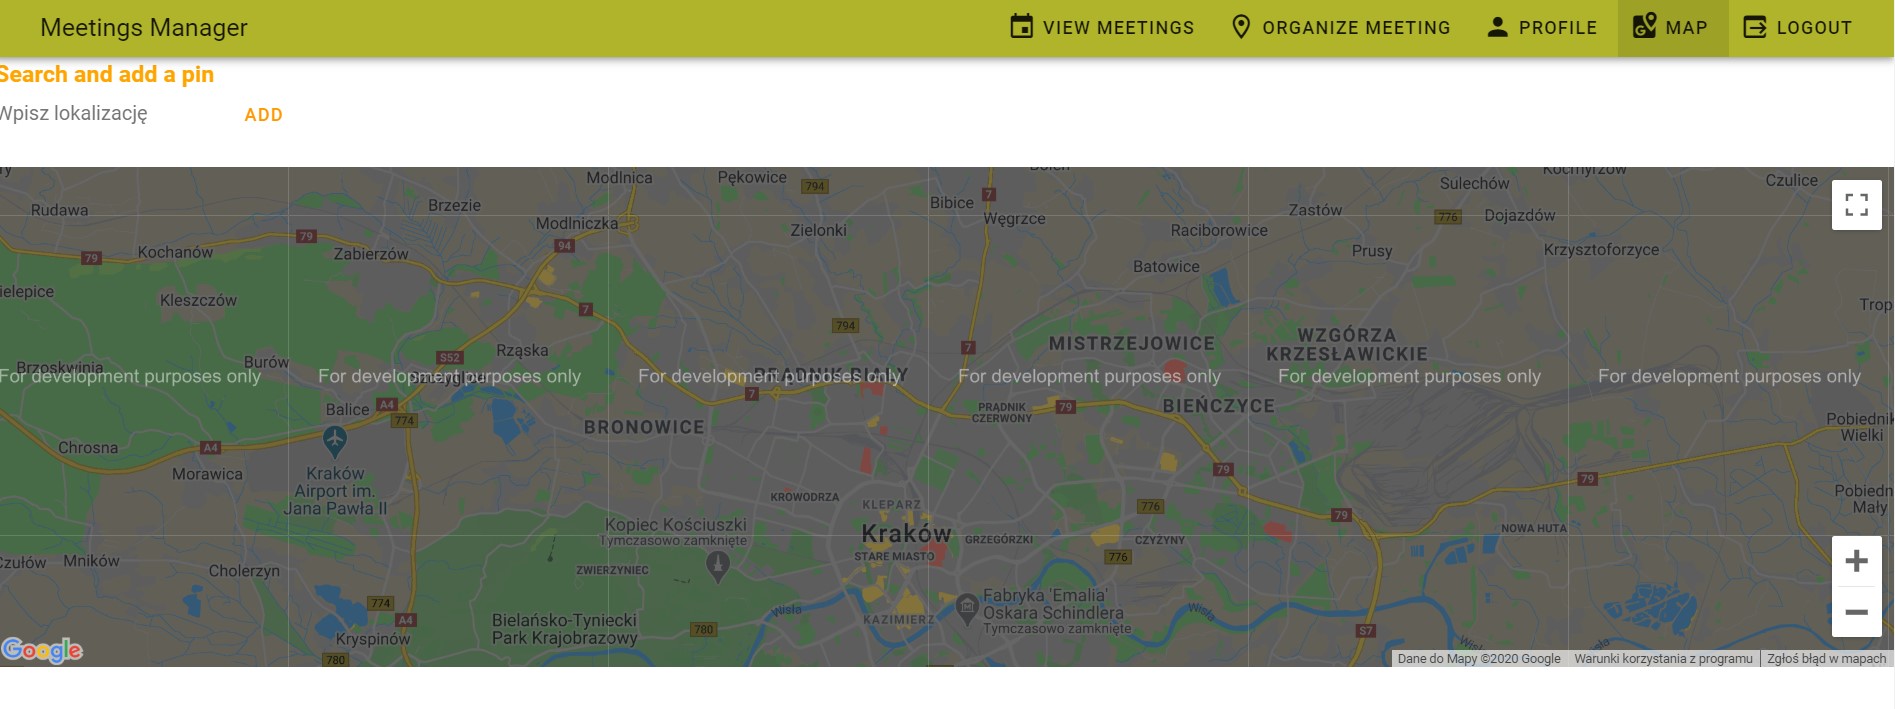 Meetings Manager
VIEW MEETINGS
ORGANIZE MEETING
PROFILE
MAP
LOGOUT
Search and add a pin
Wpisz lokalizację
ADD
Modlnica
Pękowice
794
7
Sulechów
Kocmyrzów
Czulice
Rudawa
Brzezie
Modlniczka
Bibice
Węgrzce
Zastów
776
Dojazdów
79
Kochanów
79
Zabierzów
94
Zielonki
Raciborowice
Prusy
Krzysztoforzyce
Batowice
Kleszczów
7
794
Trop
MISTRZEJOWICE
WZGÓRZA
KRZESŁAWICKIE
Brzoskwinia
Burów
S52
Rząska
7
For development purposes only
For development purposes only
For development purposes only
For development purposes only
For development purposes only
For development purposes only
PRĄDNIK BIAŁY
Balice
A4
774
7
PRĄDNIK
CZERWONY
79
BIEŃCZYCE
BRONOWICE
Chrosna
A4
Morawica
Kraków
Airport im.
Jana Pawła II
79
79
Pobiednik
Wielki
KROWODRZA
KLEPARZ
776
79
Pobiedn
Mały
Kopiec Kościuszki
Tymczasowo zamknięte
Kraków
STARE MIASTO
GRZEGÓRZKI
776
CZYŻYNY
NOWA HUTA
Czułów
Mników
Cholerzyn
ZWIERZYNIEC
774
A4
Kryspinów
780
Bielańsko-Tyniecki
Park Krajobrazowy
780
Wisła
KAZIMIERZ
Fabryka 'Emalia'
Oskara Schindlera
Tymczasowo zamknięte
Wisła
S7
Google
Dane do Mapy ©2020 Google
Warunki korzystania z programu
Zgłoś błąd w mapach